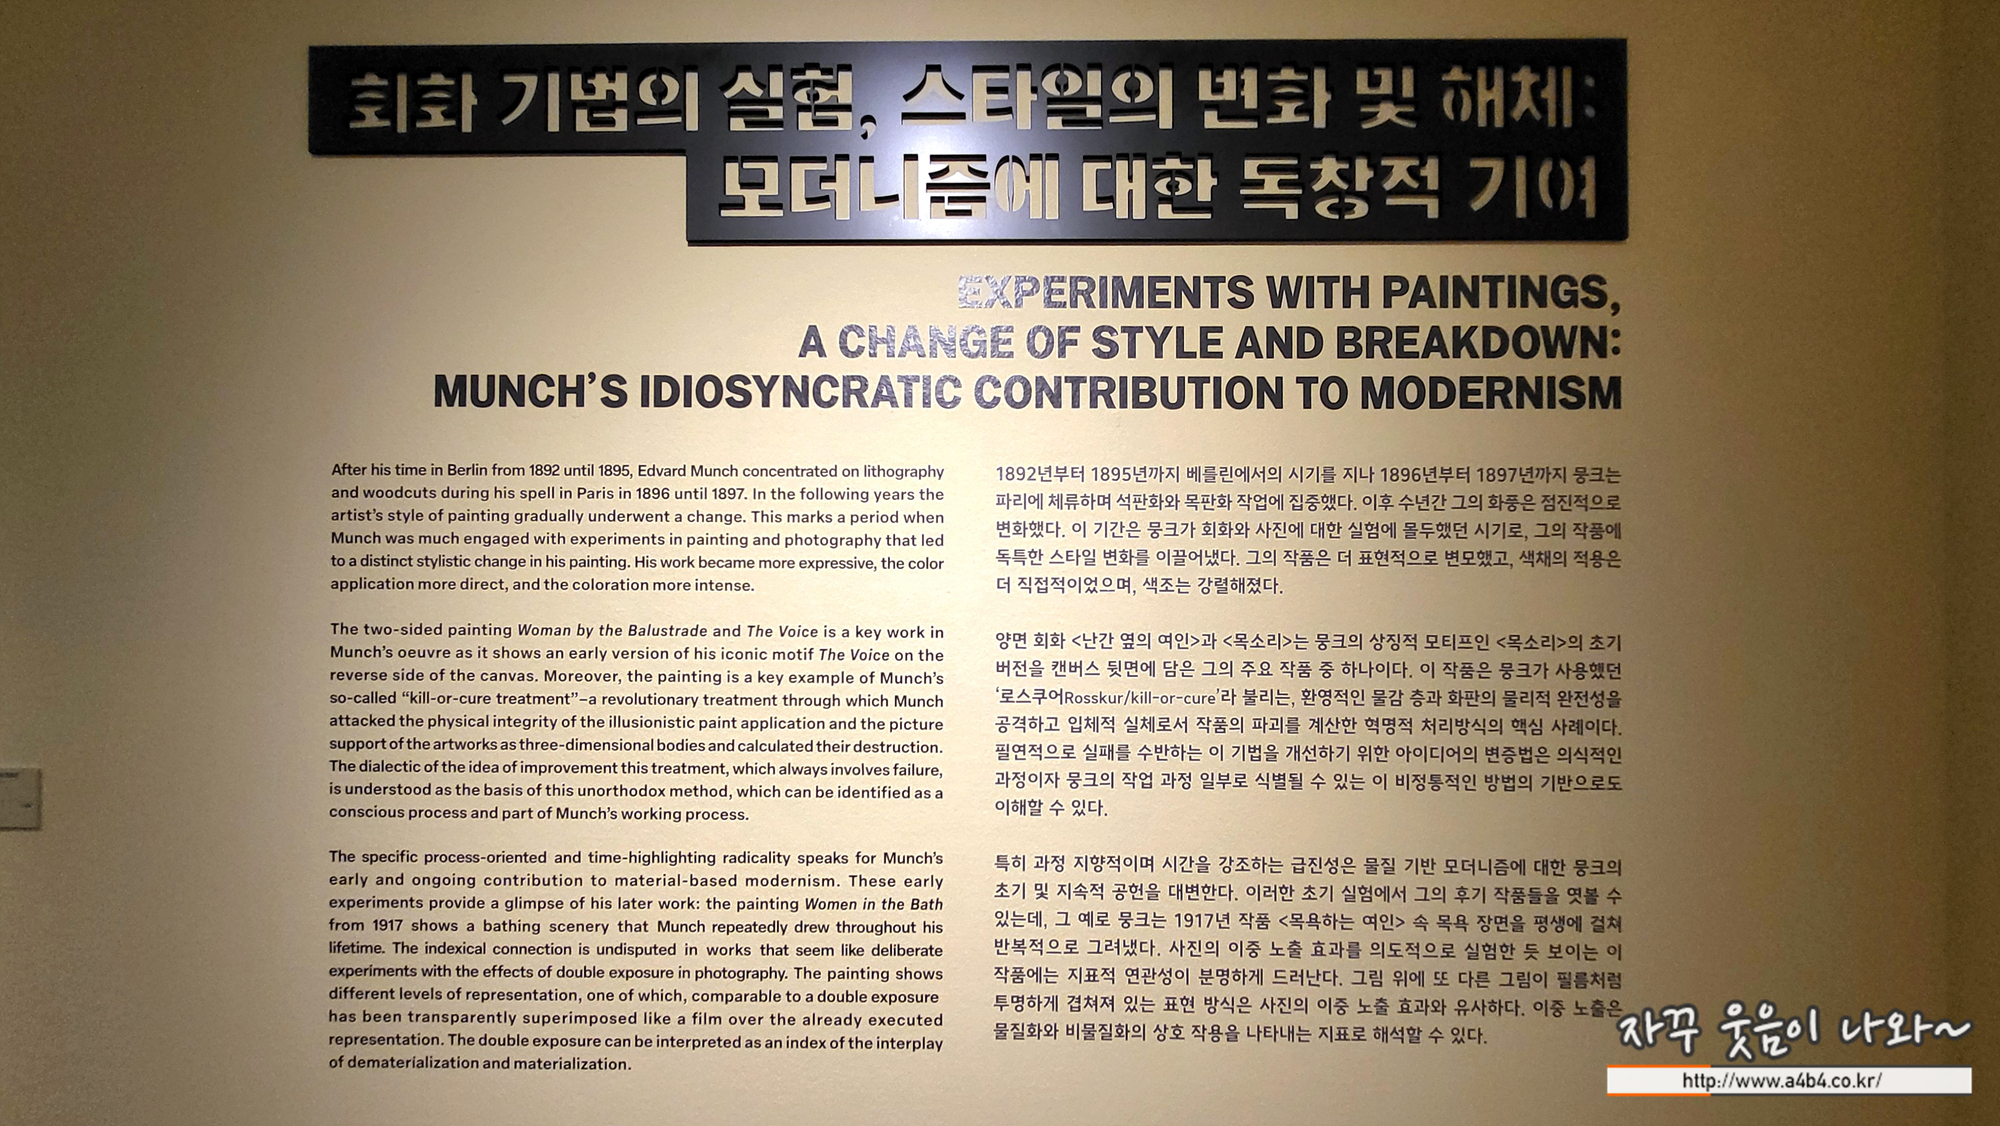 회화 기법의 실험, 스타일의 변화 및 해체:
모더니즘에 대한 독창적 기여
EXPERIMENTS WITH PAINTINGS,
A CHANGE OF STYLE AND BREAKDOWN:
MUNCH'S IDIOSYNCRATIC CONTRIBUTION TO MODERNISM
After his time in Berlin from 1892 until 1895, Edvard Munch concentrated on lithography
and woodcuts during his spell in Paris in 1896 until 1897. In the following years the
artist's style of painting gradually underwent a change. This marks a period when
Munch was much engaged with experiments in painting and photography that led
to a distinct stylistic change in his painting. His work became more expressive, the color
application more direct, and the coloration more intense.
The two-sided painting Woman by the Balustrade and The Voice is a key work in
Munch's oeuvre as it shows an early version of his iconic motif The Voice on the
reverse side of the canvas. Moreover, the painting is a key example of Munch's
so-called “kill-or-cure treatment”–a revolutionary treatment through which Munch
attacked the physical integrity of the illusionistic paint application and the picture
support of the artworks as three-dimensional bodies and calculated their destruction.
The dialectic of the idea of improvement this treatment, which always involves failure,
is understood as the basis of this unorthodox method, which can be identified as a
conscious process and part of Munch's working process.
The specific process-oriented and time-highlighting radicality speaks for Munch's
early and ongoing contribution to material-based modernism. These early
experiments provide a glimpse of his later work: the painting Women in the Bath
from 1917 shows a bathing scenery that Munch repeatedly drew throughout his
lifetime. The indexical connection is undisputed in works that seem like deliberate
experiments with the effects of double exposure in photography. The painting shows
different levels of representation, one of which, comparable to a double exposure
has been transparently superimposed like a film over the already executed
representation. The double exposure can be interpreted as an index of the interplay
of dematerialization and materialization.
1892년부터 1895년까지 베를린에서의 시기를 지나 1896년부터 1897년까지 뭉크는
파리에 체류하며 석판화와 목판화 작업에 집중했다. 이후 수년간 그의 화풍은 점진적으로
변화했다. 이 기간은 뭉크가 회화와 사진에 대한 실험에 몰두했던 시기로, 그의 작품에
독특한 스타일 변화를 이끌어냈다. 그의 작품은 더 표현적으로 변모했고, 색채의 적용은
더 직접적이었으며, 색조는 강렬해졌다.
양면 회화 <난간 옆의 여인>과 <목소리>는 뭉크의 상징적 모티프인 <목소리>의 초기
버전을 캔버스 뒷면에 담은 그의 주요 작품 중 하나이다. 이 작품은 뭉크가 사용했던
‘로스쿠어Rosskur/kill-or-cure’라 불리는, 환영적인 물감 층과 화판의 물리적 완전성을
공격하고 입체적 실체로서 작품의 파괴를 계산한 혁명적 처리방식의 핵심 사례이다.
필연적으로 실패를 수반하는 이 기법을 개선하기 위한 아이디어의 변증법은 의식적인
과정이자 뭉크의 작업 과정 일부로 식별될 수 있는 이 비정통적인 방법의 기반으로도
이해할 수 있다.
특히 과정 지향적이며 시간을 강조하는 급진성은 물질 기반 모더니즘에 대한 뭉크의
초기 및 지속적 공헌을 대변한다. 이러한 초기 실험에서 그의 후기 작품들을 엿볼 수
있는데, 그 예로 뭉크는 1917년 작품 <목욕하는 여인> 속 목욕 장면을 평생에 걸쳐
반복적으로 그려냈다. 사진의 이중 노출 효과를 의도적으로 실험한 듯 보이는 이
작품에는 지표적 연관성이 분명하게 드러난다. 그림 위에 또 다른 그림이 필름처럼
투명하게 겹쳐져 있는 표현 방식은 사진의 이중 노출 효과와 유사하다. 이중 노출은
물질화와 비물질화의 상호 작용을 나타내는 지표로 해석할 수 있다.
자꾸 웃음이 나와~
http://www.a4b4.co.kr/